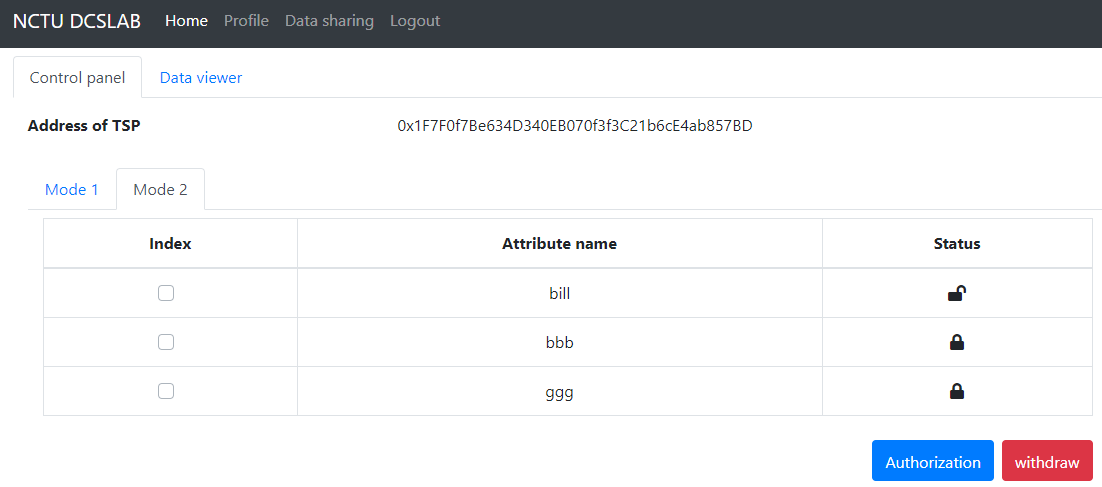 NCTU DCSLAB Home Profile Data sharing Logout
Control panel Data viewer
Address of TSP 0x1F7F0f7Be634D340EB070f3f3C21b6cE4ab857BD
Mode 1 Mode 2
Index Attribute name Status
bill
bbb
ggg
Authorization withdraw